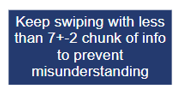 Keep swiping with less
than 7+-2 chunk of info
to prevent
misunderstanding